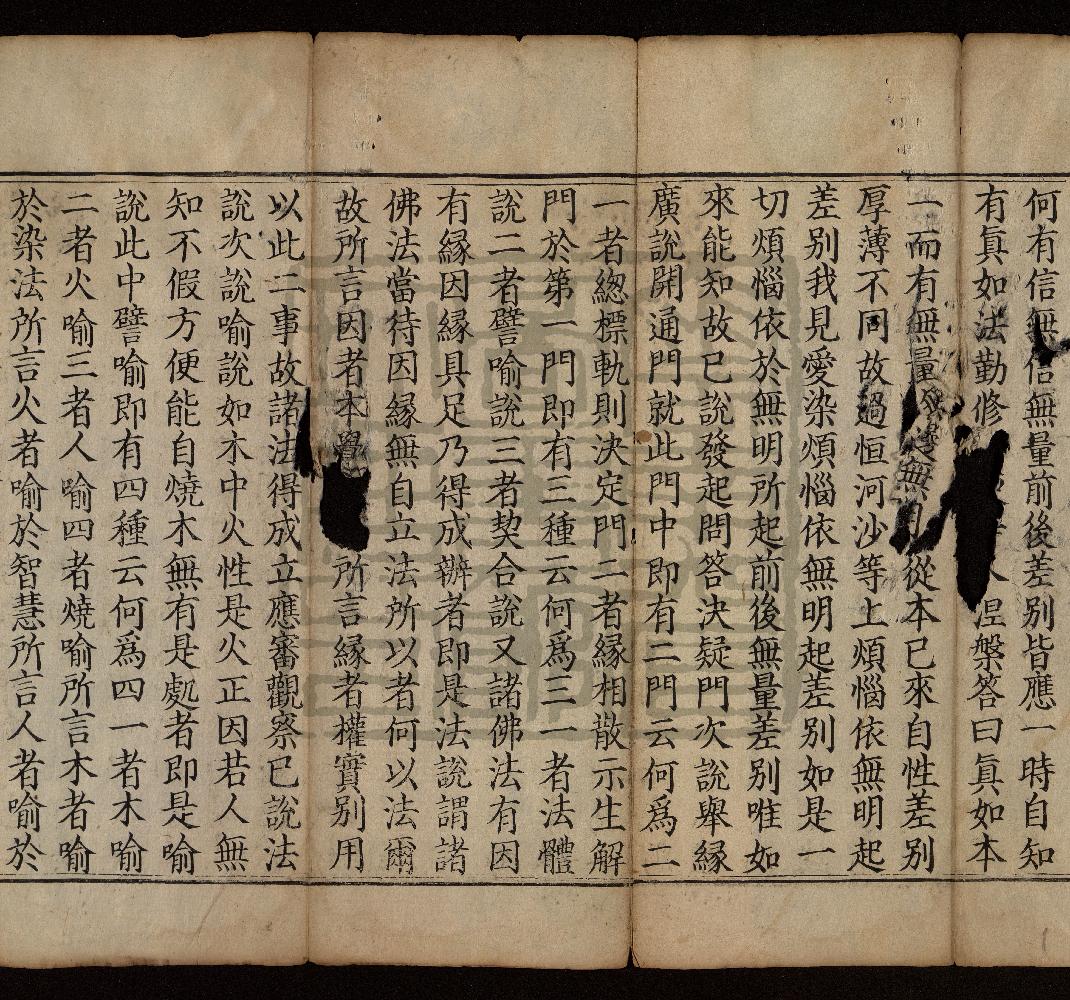 何有信無信無量前後差別皆應一時自知
有眞如法勤修涅槃答曰眞如本
一而有無量無邊無明從本已來自性差別
厚薄不同故過恒河沙等上煩惱依無明起
差別我見愛染煩惱依無明起差別如是一
切煩惱依於無明所起前後無量差別唯如
來能知故已說發起問答決疑門次說舉縁
廣說開通門就此門中即有二門云何爲二
一者緫標軌則決定門二者縁相散示生解
門於第一門即有三種云何爲三一者法體
說二者譬喻說三者契合說又諸佛法有因
有縁因縁具足乃得成辦者即是法說謂諸
佛法當待因縁無自立法所以者何以法爾
故所言因者本覺所言縁者權實別用
以此二事故諸法得成立應審觀察已說法
說次說喻說如木中火性是火正因若人無
知不假方便能自燒木無有是處者即是喻
說此中譬喻即有四種云何爲四一者木喻
二者火喻三者人喻四者燒喻所言木者喻
於染法所言火者喻於智慧所言人者喻於